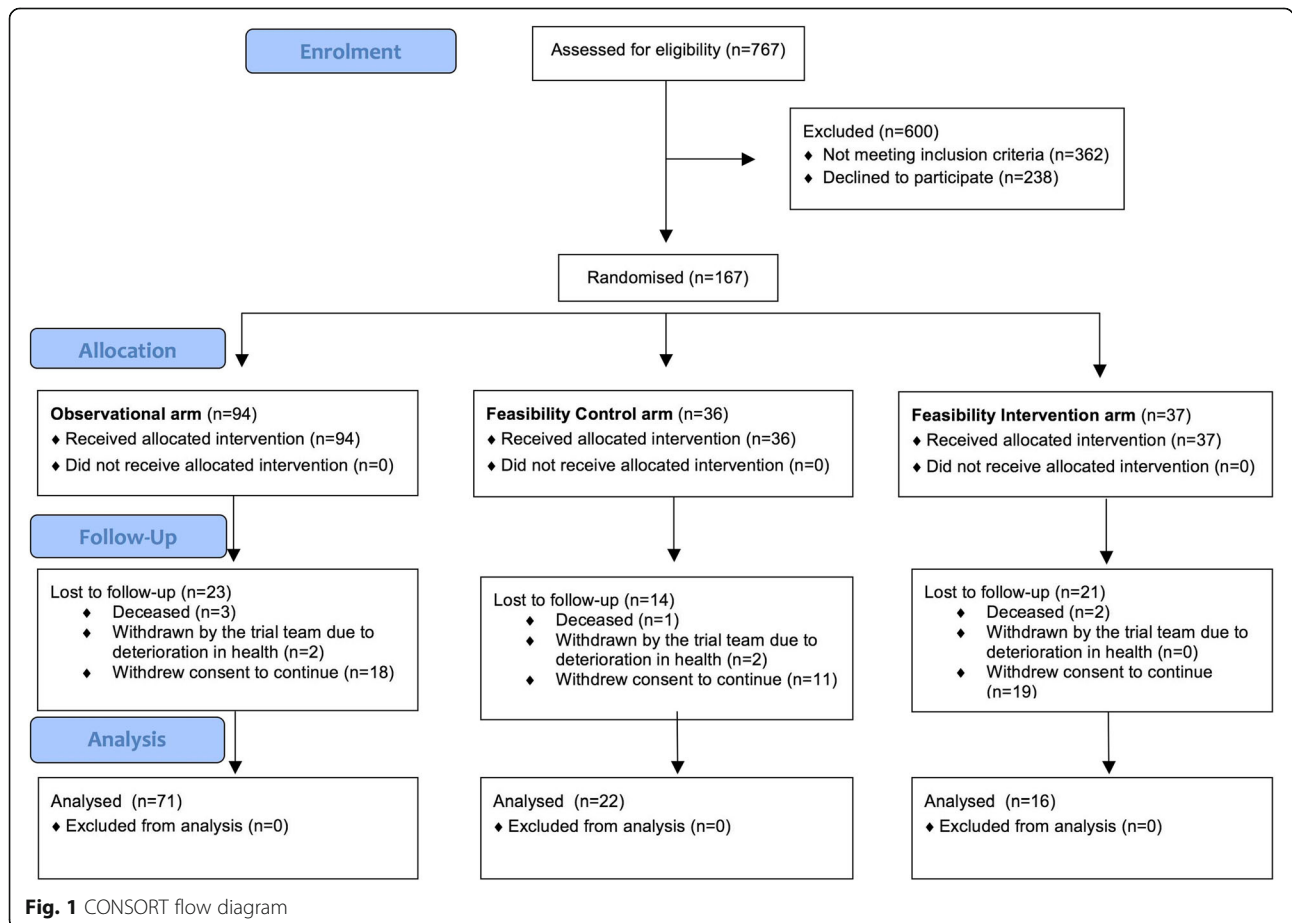 Enrolment
Assessed for eligibility (n=767)
Excluded (n=600)
♦ Not meeting inclusion criteria (n=362)
♦ Declined to participate (n=238)
Randomised (n=167)
Allocation
Observational arm (n=94)
♦ Received allocated intervention (n=94)
♦ Did not receive allocated intervention (n=0)
Feasibility Control arm (n=36)
♦ Received allocated intervention (n=36)
♦ Did not receive allocated intervention (n=0)
Feasibility Intervention arm (n=37)
♦ Received allocated intervention (n=37)
♦ Did not receive allocated intervention (n=0)
Follow-Up
Lost to follow-up (n=23)
♦ Deceased (n=3)
♦ Withdrawn by the trial team due to
deterioration in health (n=2)
♦ Withdrew consent to continue (n=18)
Lost to follow-up (n=14)
♦ Deceased (n=1)
♦ Withdrawn by the trial team due to
deterioration in health (n=2)
♦ Withdrew consent to continue (n=11)
Lost to follow-up (n=21)
♦ Deceased (n=2)
♦ Withdrawn by the trial team due to
deterioration in health (n=0)
♦ Withdrew consent to continue
(n=19)
Analysis
Analysed (n=71)
♦ Excluded from analysis (n=0)
Analysed (n=22)
♦ Excluded from analysis (n=0)
Analysed (n=16)
♦ Excluded from analysis (n=0)
Fig. 1 CONSORT flow diagram